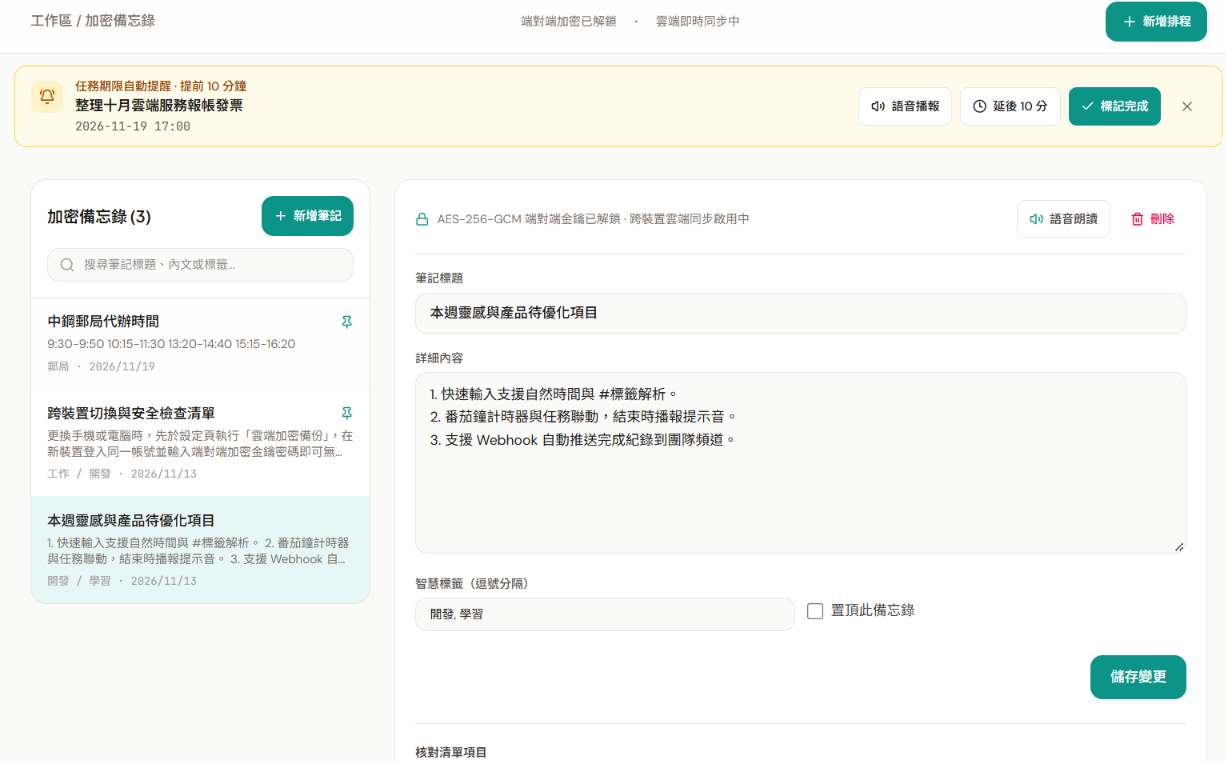 工作區 / 加密備忘錄
端對端加密已解鎖 · 雲端即時同步中
新增排程
任務期限自動提醒 · 提前 10 分鐘
整理十月雲端服務報帳發票
2026-11-19 17:00
語音播報
延後 10 分
標記完成
加密備忘錄 (3)
新增筆記
搜尋筆記標題、內文或標籤...
中鋼郵局代辦時間
9:30-9:50 10:15-11:30 13:20-14:40 15:15-16:20
郵局 · 2026/11/19
跨裝置切換與安全檢查清單
更換手機或電腦時，先於設定頁執行「雲端加密備份」，在
新裝置登入同一帳號並輸入端對端加密金鑰密碼即可無...
工作 / 開發 · 2026/11/13
本週靈感與產品待優化項目
1. 快速輸入支援自然時間與 #標籤解析。 2. 番茄鐘計時器
與任務聯動，結束時播報提示音。 3. 支援 Webhook 自...
開發 / 學習 · 2026/11/13
AES-256-GCM 端對端金鑰已解鎖 · 跨裝置雲端同步啟用中
語音朗讀
刪除
筆記標題
本週靈感與產品待優化項目
詳細內容
1. 快速輸入支援自然時間與 #標籤解析。
2. 番茄鐘計時器與任務聯動，結束時播報提示音。
3. 支援 Webhook 自動推送完成紀錄到團隊頻道。
智慧標籤（逗號分隔）
開發, 學習
置頂此備忘錄
儲存變更
核對清單項目